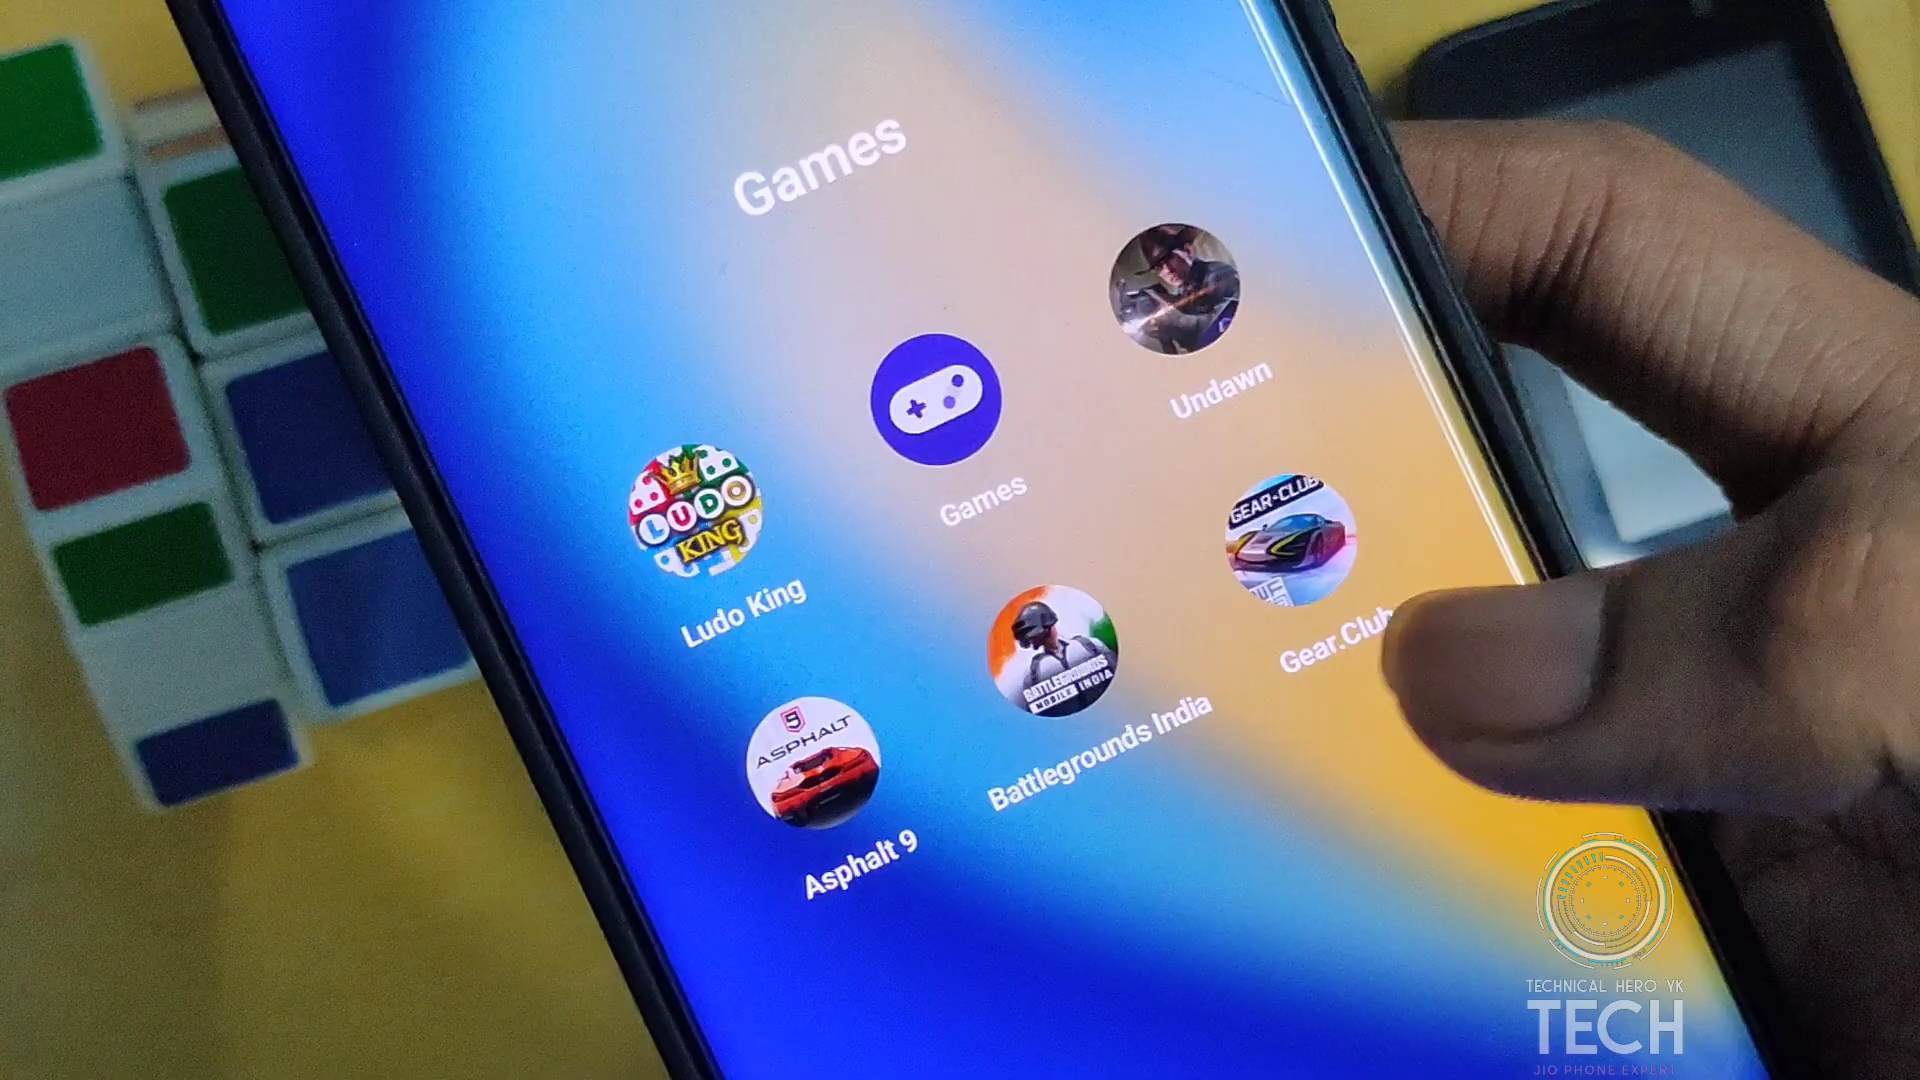 Games
Ludo King
Games
Undawn
Asphalt 9
Battlegrounds India
Gear.Club
LUDO
KING
GEAR•CLUB
ASPHALT
9
BATTLEGROUNDS
MOBILE INDIA
TECHNICAL HERO YK
TECH
JIO PHONE EXPERT